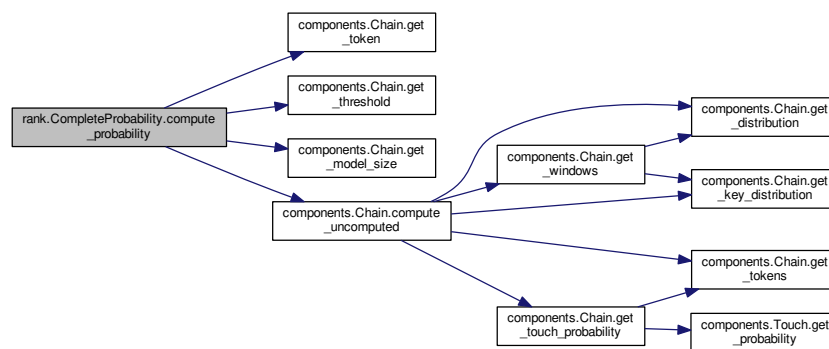 components.Chain.get
_token
rank.CompleteProbability.compute
_probability
components.Chain.get
_threshold
components.Chain.get
_model_size
components.Chain.compute
_uncomputed
components.Chain.get
_windows
components.Chain.get
_touch_probability
components.Chain.get
_distribution
components.Chain.get
_key_distribution
components.Chain.get
_tokens
components.Touch.get
_probability